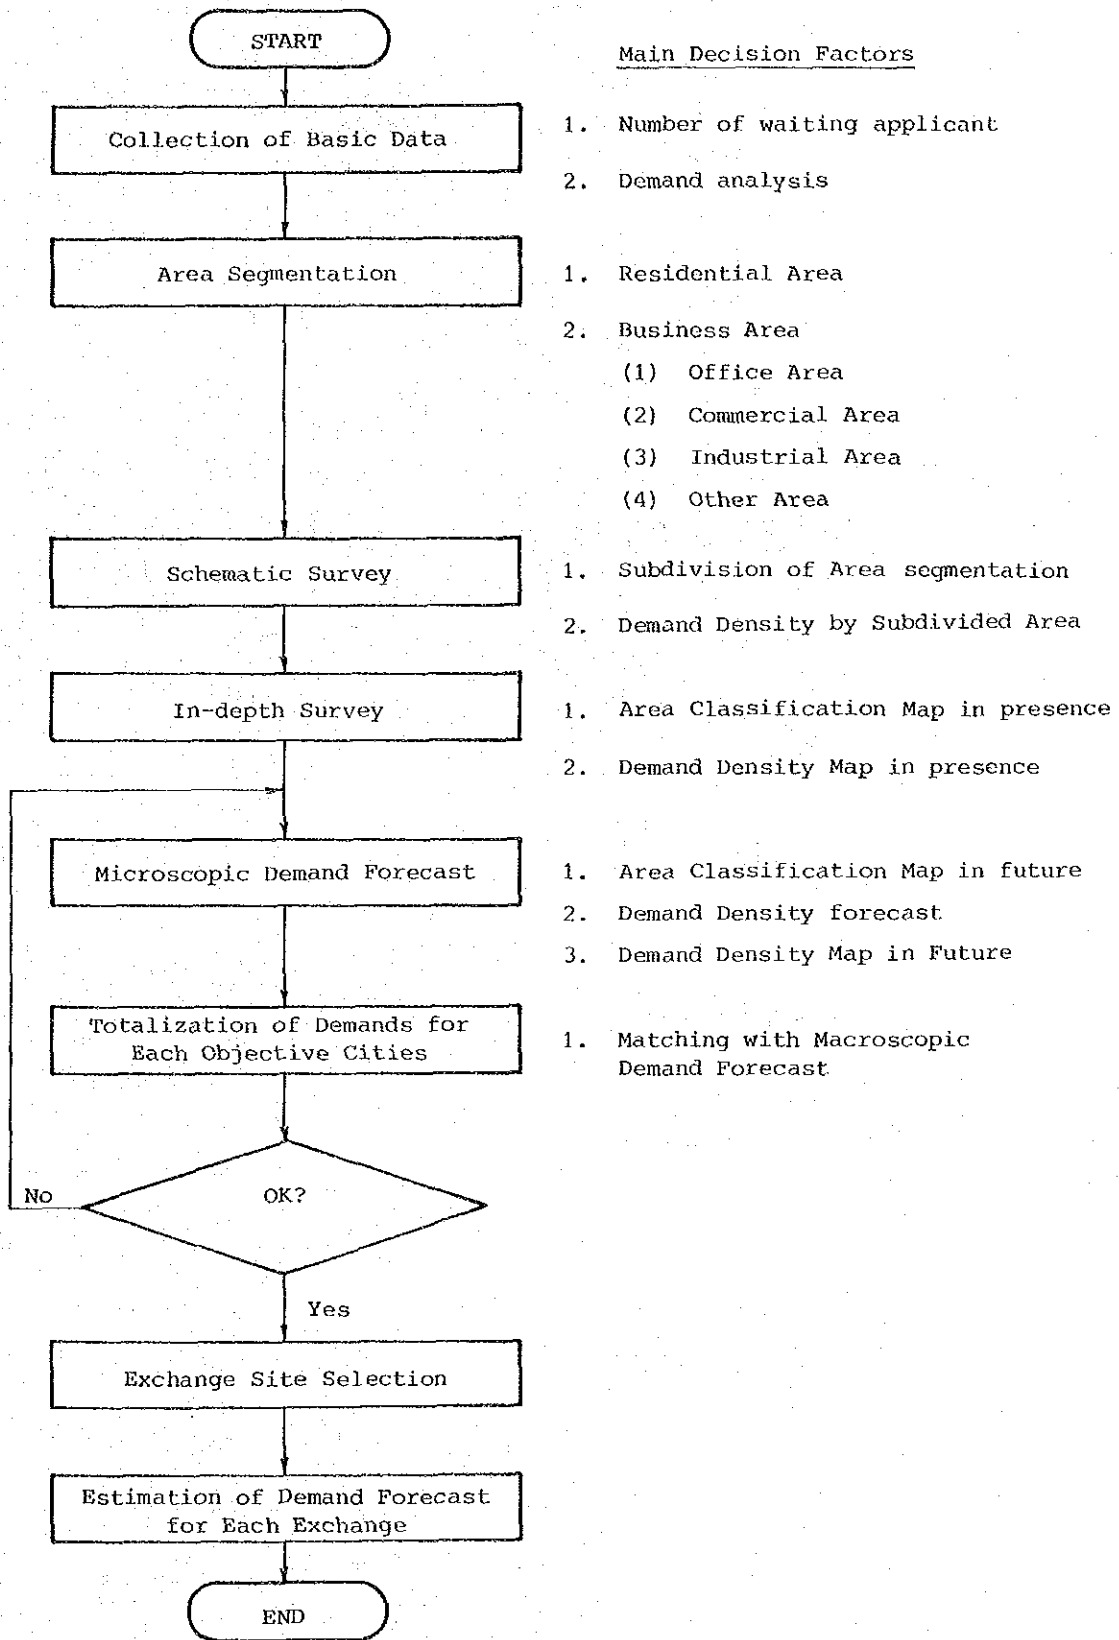 START
Main Decision Factors
Collection of Basic Data
1. Number of waiting applicant
2. Demand analysis
Area Segmentation
1. Residential Area
2. Business Area
(1) Office Area
(2) Commercial Area
(3) Industrial Area
(4) Other Area
Schematic Survey
1. Subdivision of Area segmentation
2. Demand Density by Subdivided Area
In-depth Survey
1. Area Classification Map in presence
2. Demand Density Map in presence
Microscopic Demand Forecast
1. Area Classification Map in future
2. Demand Density forecast
3. Demand Density Map in Future
Totalization of Demands for
Each Objective Cities
1. Matching with Macroscopic
Demand Forecast
No
OK?
Yes
Exchange Site Selection
Estimation of Demand Forecast
for Each Exchange
END